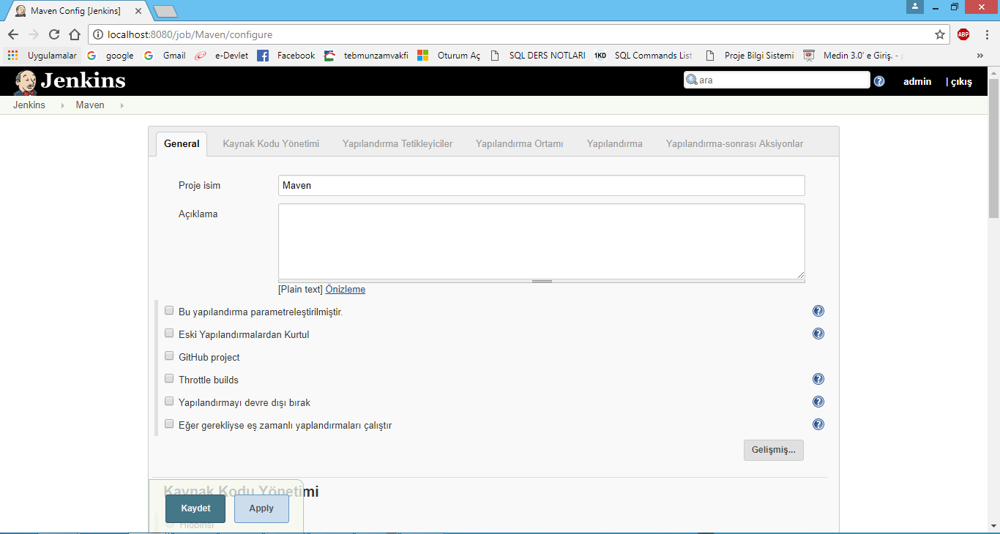 Maven Config [Jenkins]
localhost:8080/job/Maven/configure
ABP
Uygulamalar google Gmail e-Devlet Facebook tebmunzamvakfi Oturum Aç SQL DERS NOTLARI 1KD SQL Commands List Proje Bilgi Sistemi Medin 3.0' e Giriş. -
Jenkins
ara
admin | çıkış
Jenkins Maven
General Kaynak Kodu Yönetimi Yapılandırma Tetikleyiciler Yapılandırma Ortamı Yapılandırma Yapılandırma-sonrası Aksiyonlar
Proje isim Maven
Açıklama
[Plain text] Önizleme
Bu yapılandırma parametreleştirilmiştir.
Eski Yapılandırmalardan Kurtul
GitHub project
Throttle builds
Yapılandırmayı devre dışı bırak
Eğer gerekliyse eş zamanlı yaplandırmaları çalıştır
Gelişmiş...
Kaynak Kodu Yönetimi
Kaydet Apply
Hiçbirisi